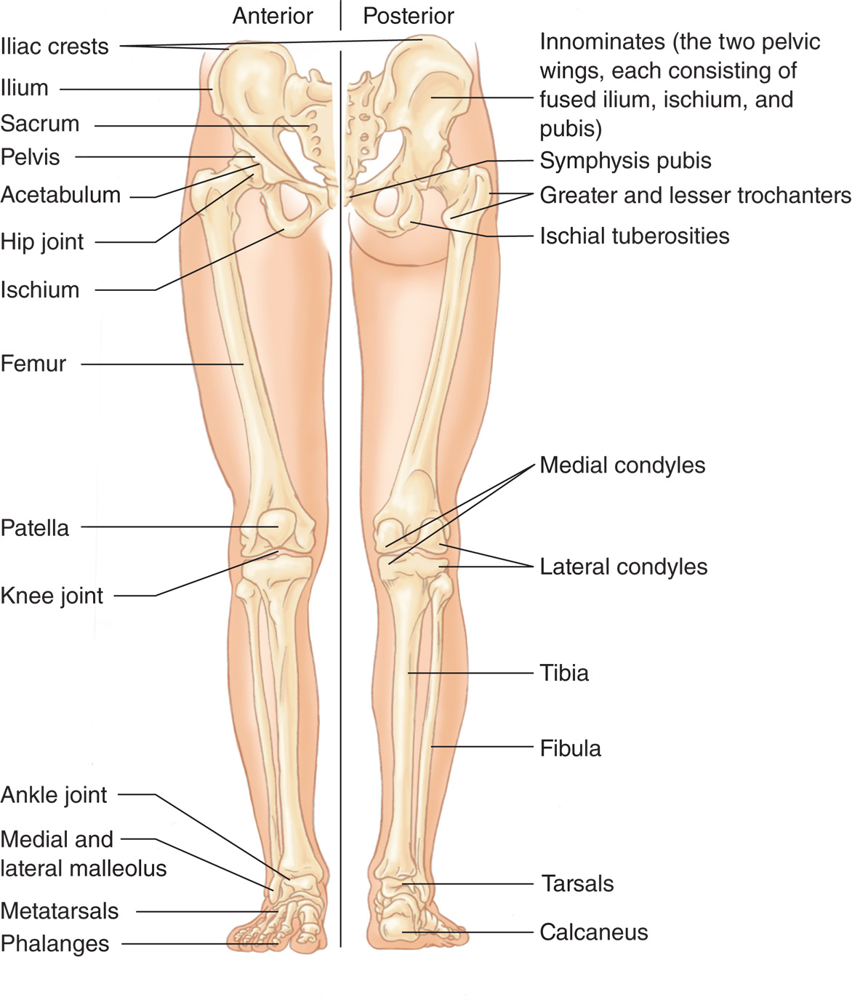 Anterior
Posterior
Iliac crests
Ilium
Sacrum
Pelvis
Acetabulum
Hip joint
Ischium
Femur
Patella
Knee joint
Ankle joint
Medial and
lateral malleolus
Metatarsals
Phalanges
Innominates (the two pelvic
wings, each consisting of
fused ilium, ischium, and
pubis)
Symphysis pubis
Greater and lesser trochanters
Ischial tuberosities
Medial condyles
Lateral condyles
Tibia
Fibula
Tarsals
Calcaneus